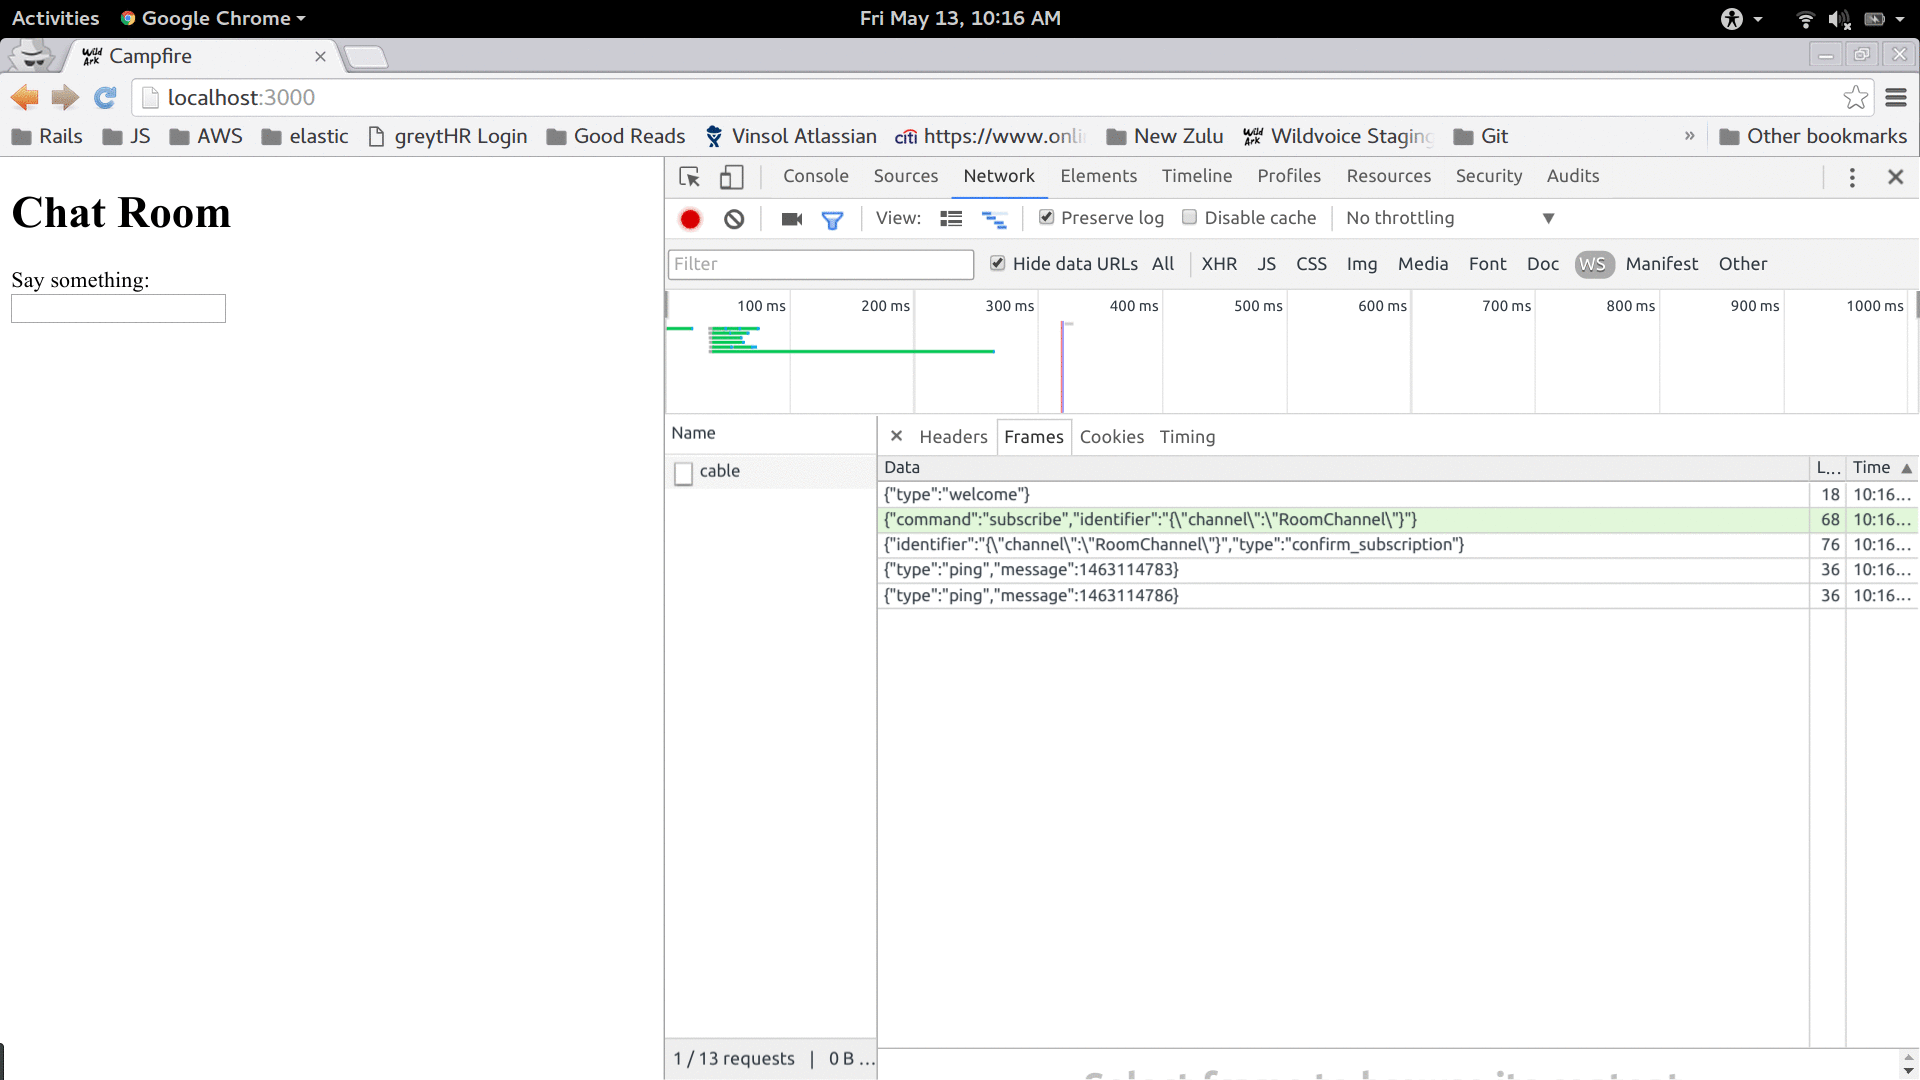 Activities Google Chrome Fri May 13, 10:16 AM
Campfire
localhost:3000
Rails JS AWS elastic greytHR Login Good Reads Vinsol Atlassian citi https://www.onli New Zulu Wildvoice Staging Git » Other bookmarks
Chat Room
Say something:
Console Sources Network Elements Timeline Profiles Resources Security Audits
View: Preserve log Disable cache No throttling
Filter Hide data URLs All XHR JS CSS Img Media Font Doc WS Manifest Other
100 ms 200 ms 300 ms 400 ms 500 ms 600 ms 700 ms 800 ms 900 ms 1000 ms
Name
cable
Headers Frames Cookies Timing
Data L... Time
{"type":"welcome"} 18 10:16...
{"command":"subscribe","identifier":"{\"channel\":\"RoomChannel\"}"} 68 10:16...
{"identifier":"{\"channel\":\"RoomChannel\"}","type":"confirm_subscription"} 76 10:16...
{"type":"ping","message":1463114783} 36 10:16...
{"type":"ping","message":1463114786} 36 10:16...
1 / 13 requests | 0 B ...
Select frame to browse its content